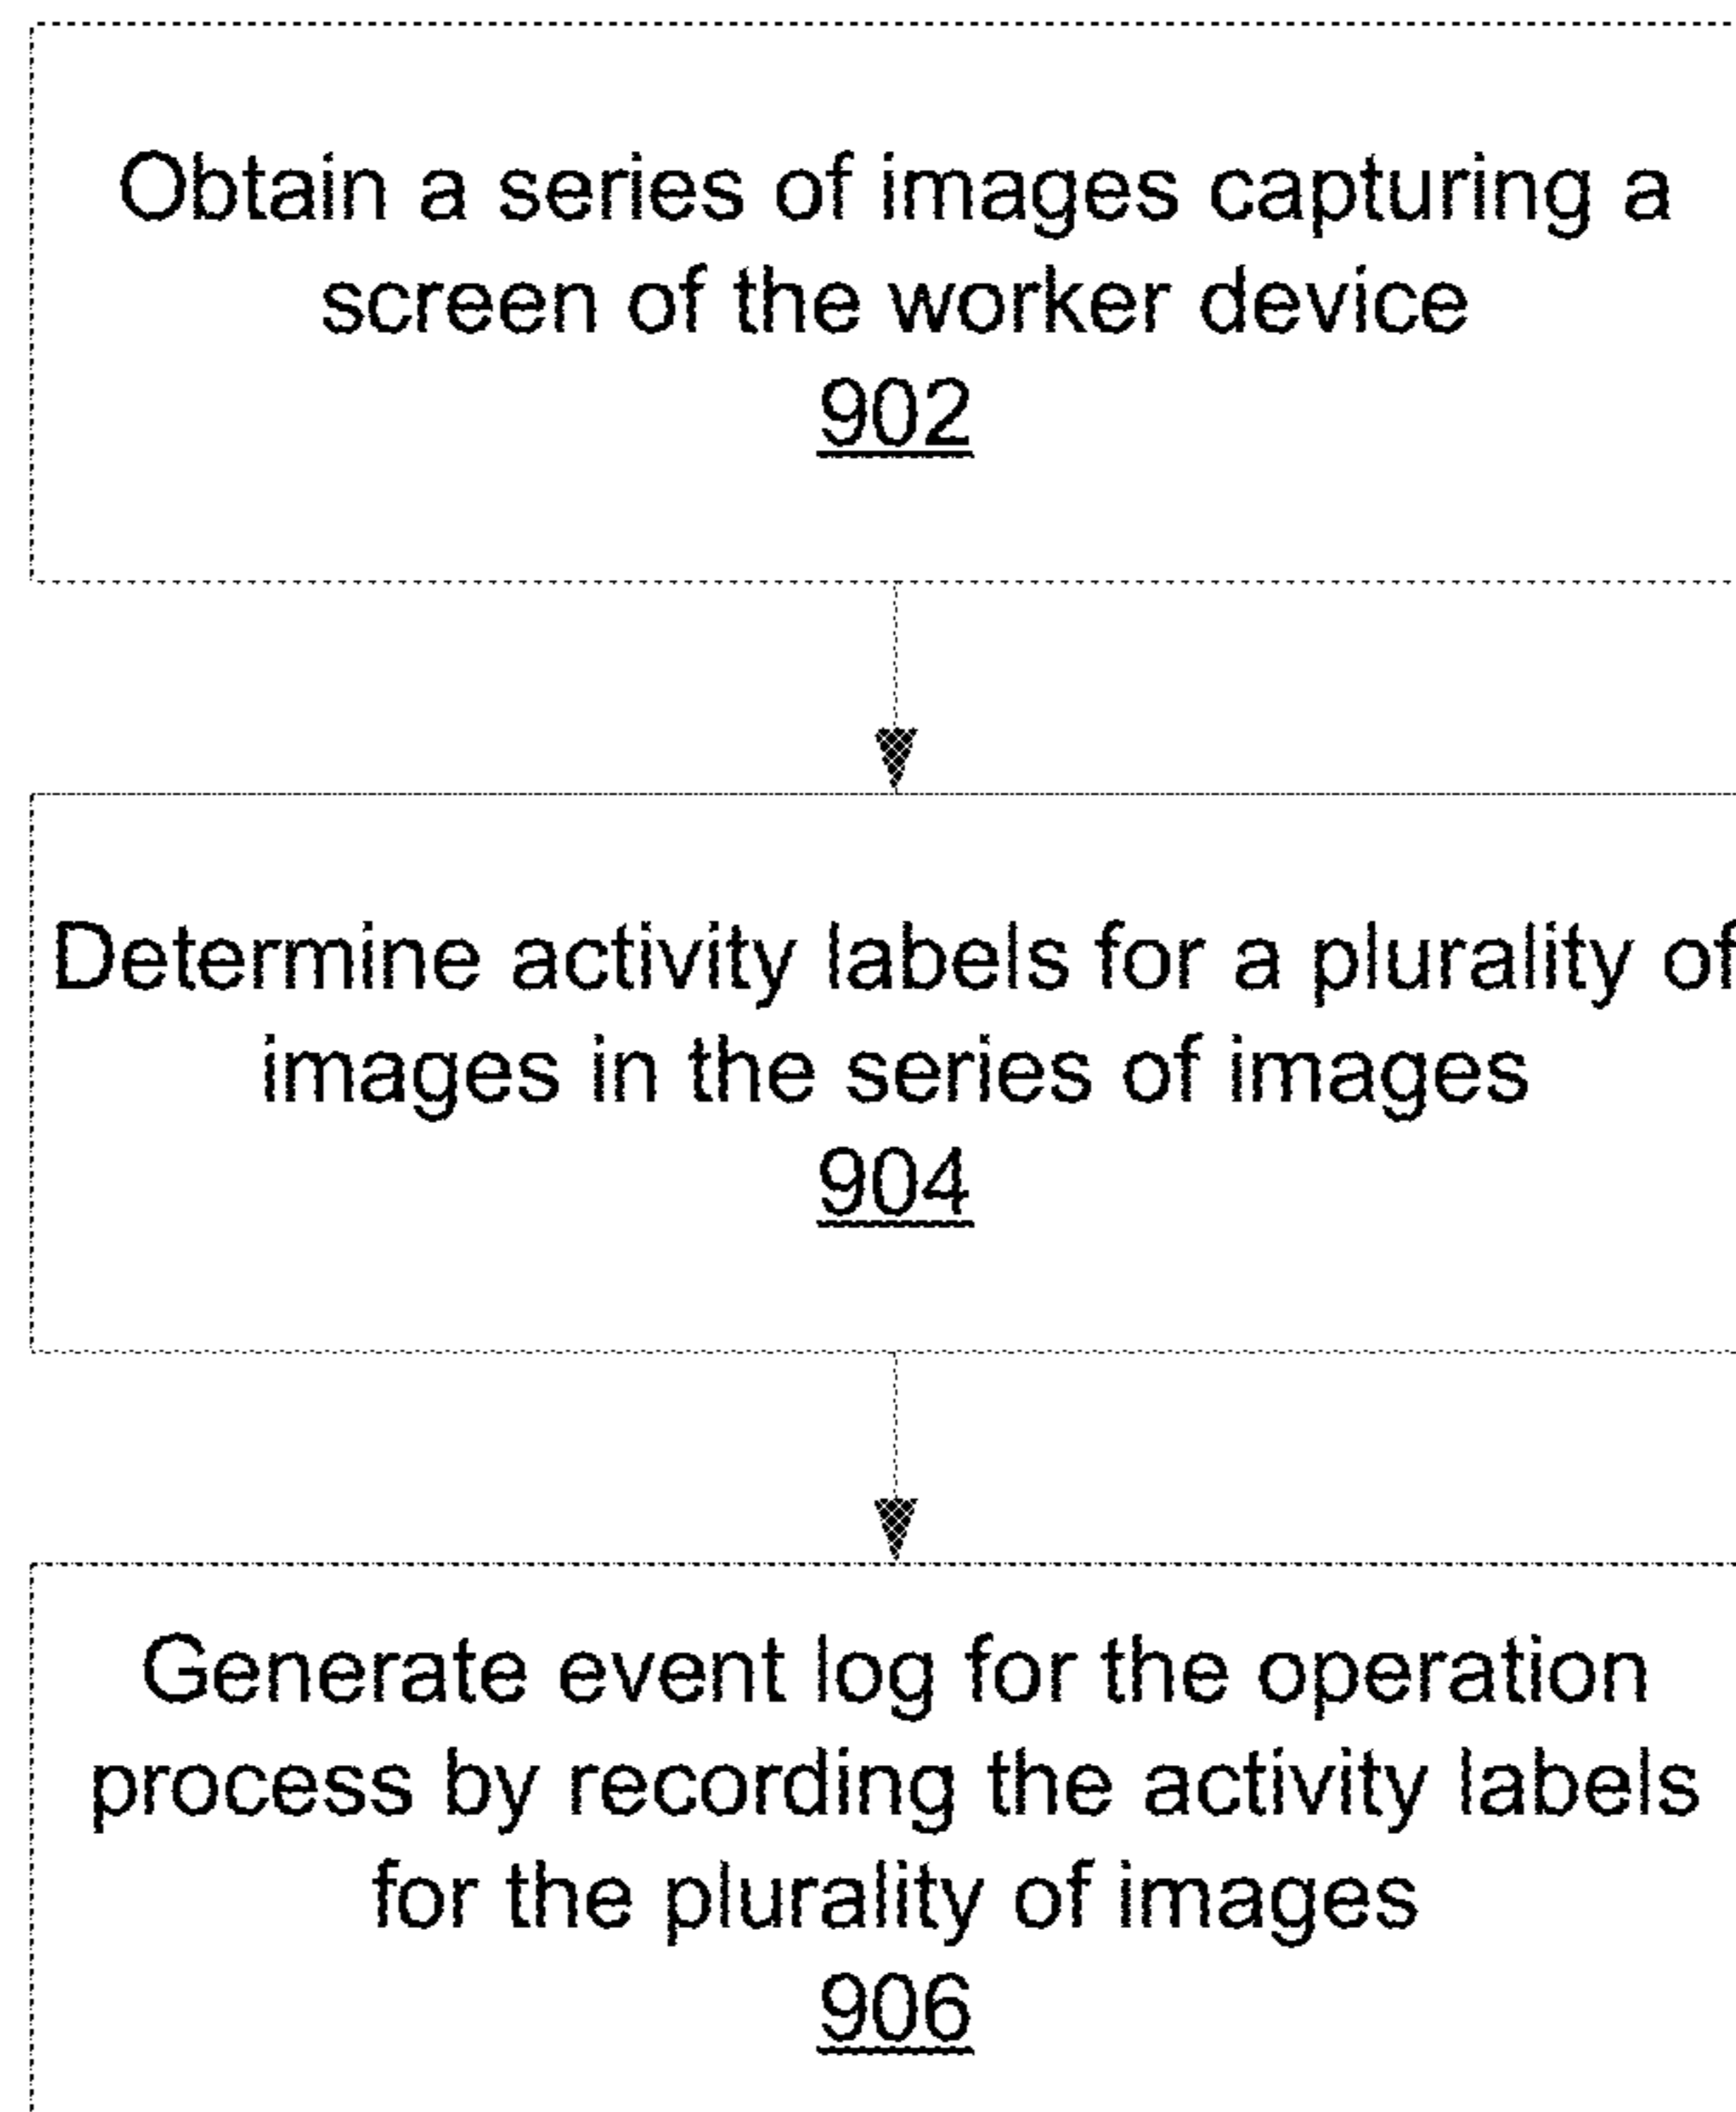 Obtain a series of images capturing a
screen of the worker device
902
Determine activity labels for a plurality of
images in the series of images
904
Generate event log for the operation
process by recording the activity labels
for the plurality of images
906